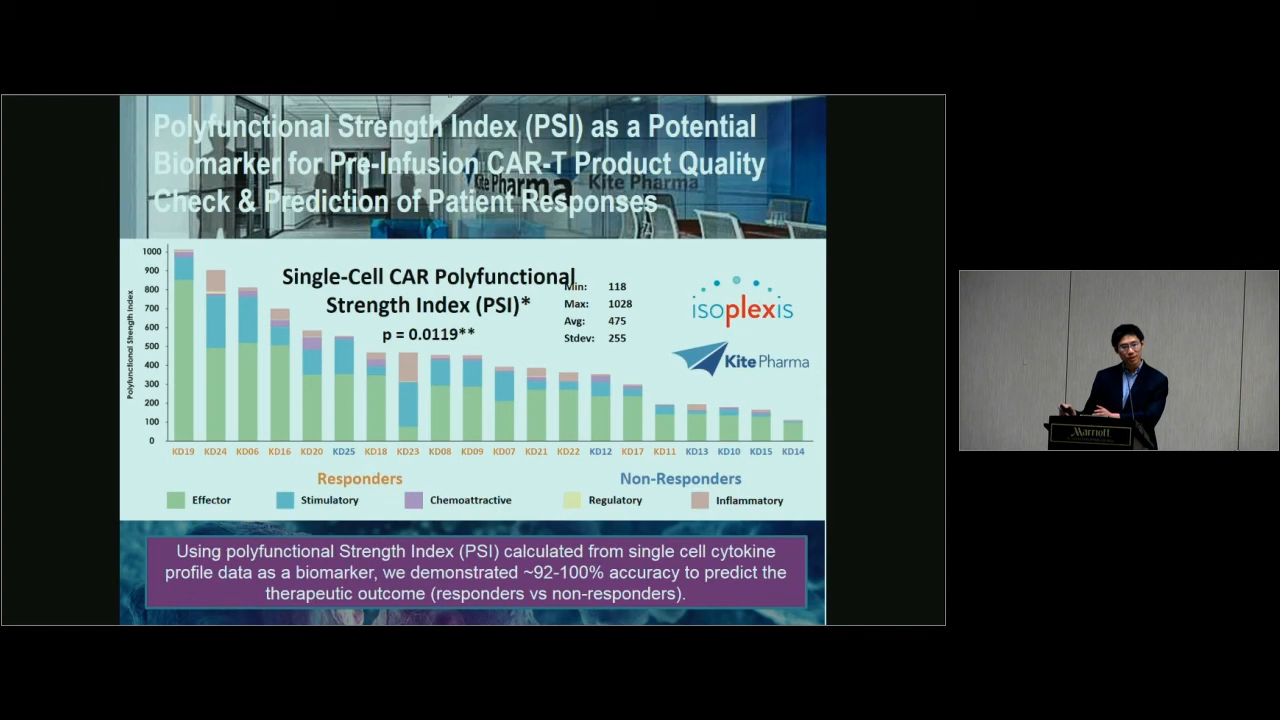 Polyfunctional Strength Index (PSI) as a Potential
Biomarker for Pre-Infusion CAR-T Product Quality
Check & Prediction of Patient Responses
Kite Pharma
Kite Pharma
Single-Cell CAR Polyfunctional
Strength Index (PSI)*
p = 0.0119**
Min: 118
Max: 1028
Avg: 475
Stdev: 255
isoplexis
Kite Pharma
Polyfunctional Strength Index
1000
900
800
700
600
500
400
300
200
100
0
KD19 KD24 KD06 KD16 KD20 KD25 KD18 KD23 KD08 KD09 KD07 KD21 KD22 KD12 KD17 KD11 KD13 KD10 KD15 KD14
Responders Non-Responders
Effector Stimulatory Chemoattractive Regulatory Inflammatory
Using polyfunctional Strength Index (PSI) calculated from single cell cytokine
profile data as a biomarker, we demonstrated ~92-100% accuracy to predict the
therapeutic outcome (responders vs non-responders).
Marriott